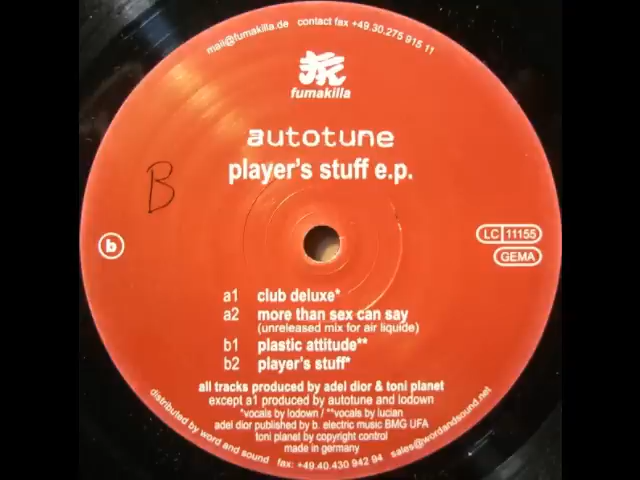 mail@fumakilla.de contact fax +49.30.275 915 11
fumakilla
autotune
player's stuff e.p.
B
b
LC 11155
GEMA
a1 club deluxe*
a2 more than sex can say
(unreleased mix for air liquide)
b1 plastic attitude**
b2 player's stuff*
all tracks produced by adel dior & toni planet
except a1 produced by autotune and lodown
*vocals by lodown / **vocals by lucian
adel dior published by b. electric music BMG UFA
toni planet by copyright control
made in germany
distributed by word and sound fax: +49.40.430 942 94 sales@wordandsound.net